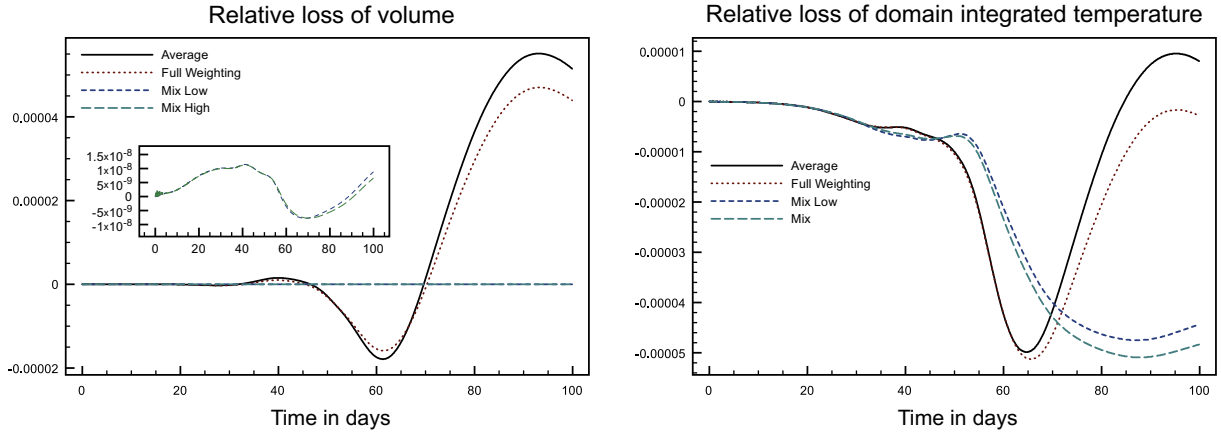 Relative loss of volume
Average
Full Weighting
Mix Low
Mix High
0.00004
0.00002
0
-0.00002
1.5x10⁻⁸
1x10⁻⁸
5x10⁻⁹
0
-5x10⁻⁹
-1x10⁻⁸
0 20 40 60 80 100
0 20 40 60 80 100
Time in days
Relative loss of domain integrated temperature
0.00001
0
-0.00001
-0.00002
-0.00003
-0.00004
-0.00005
Average
Full Weighting
Mix Low
Mix
0 20 40 60 80 100
Time in days